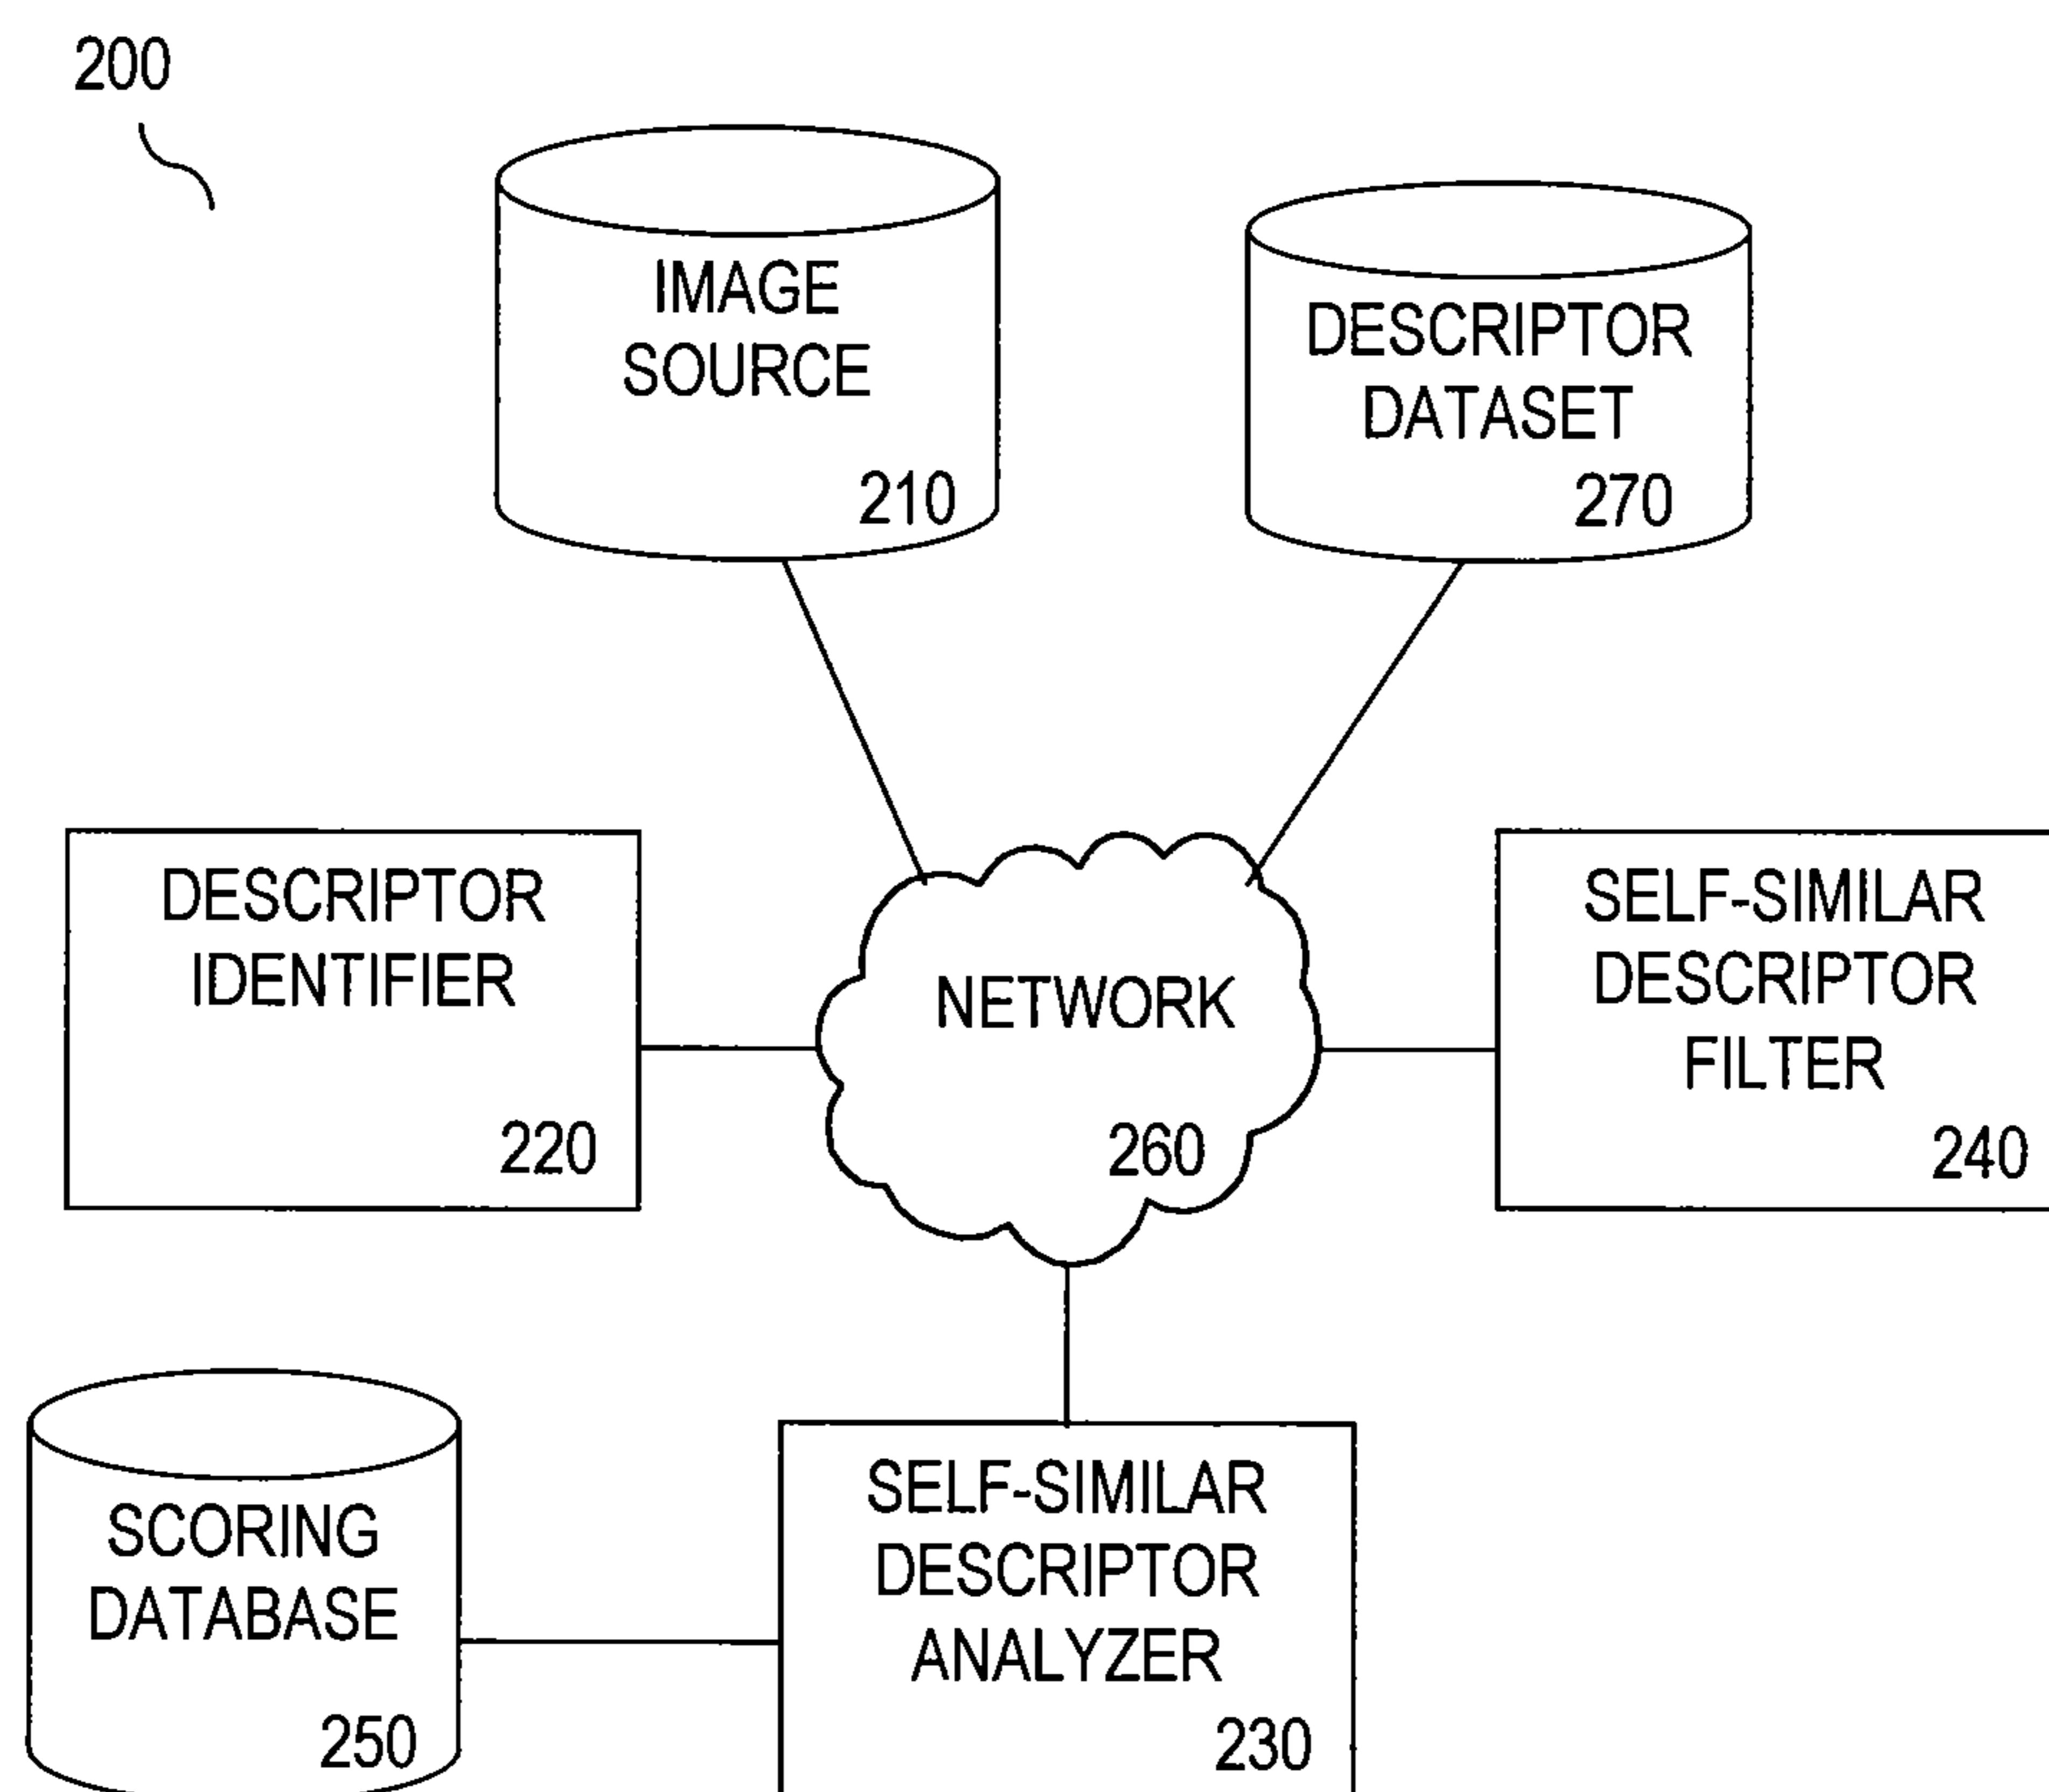 200
IMAGE
SOURCE
210
DESCRIPTOR
DATASET
270
DESCRIPTOR
IDENTIFIER
220
NETWORK
260
SELF-SIMILAR
DESCRIPTOR
FILTER
240
SCORING
DATABASE
250
SELF-SIMILAR
DESCRIPTOR
ANALYZER
230